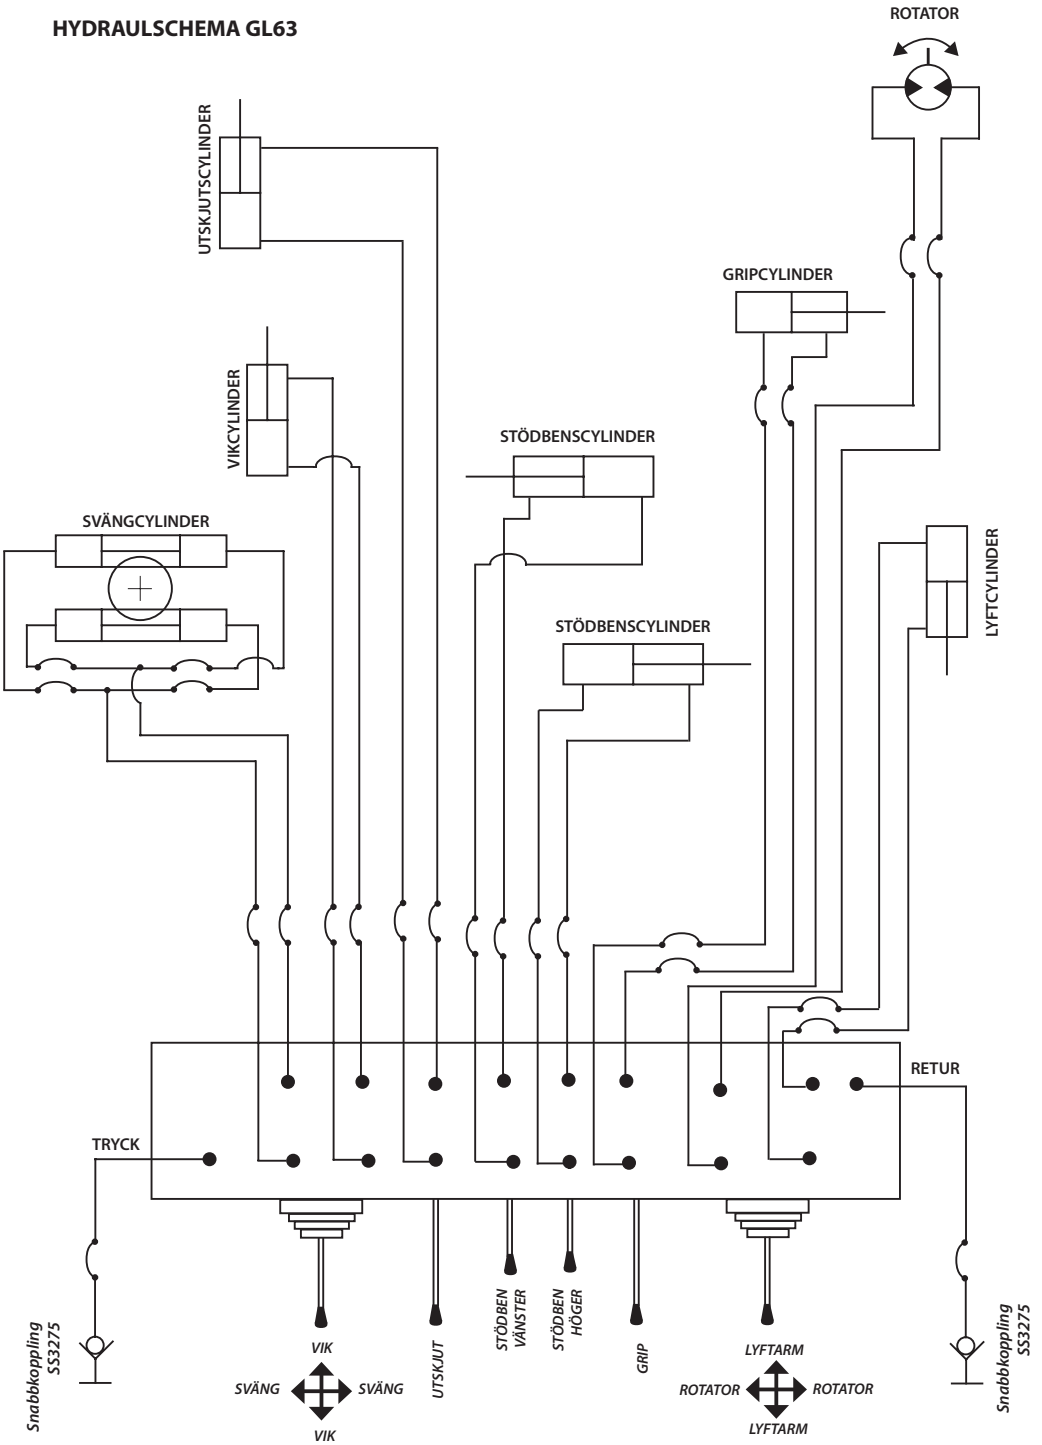 HYDRAULSCHEMA GL63
ROTATOR
UTSKJUTSCYLINDER
GRIPCYLINDER
VIKCYLINDER
STÖDBENSCYLINDER
SVÄNGCYLINDER
LYFTCYLINDER
STÖDBENSCYLINDER
RETUR
TRYCK
Snabbkoppling
SS3275
VIK
SVÄNG
SVÄNG
VIK
UTSKJUT
STÖDBEN
VÄNSTER
STÖDBEN
HÖGER
GRIP
LYFTARM
ROTATOR
ROTATOR
LYFTARM
Snabbkoppling
SS3275